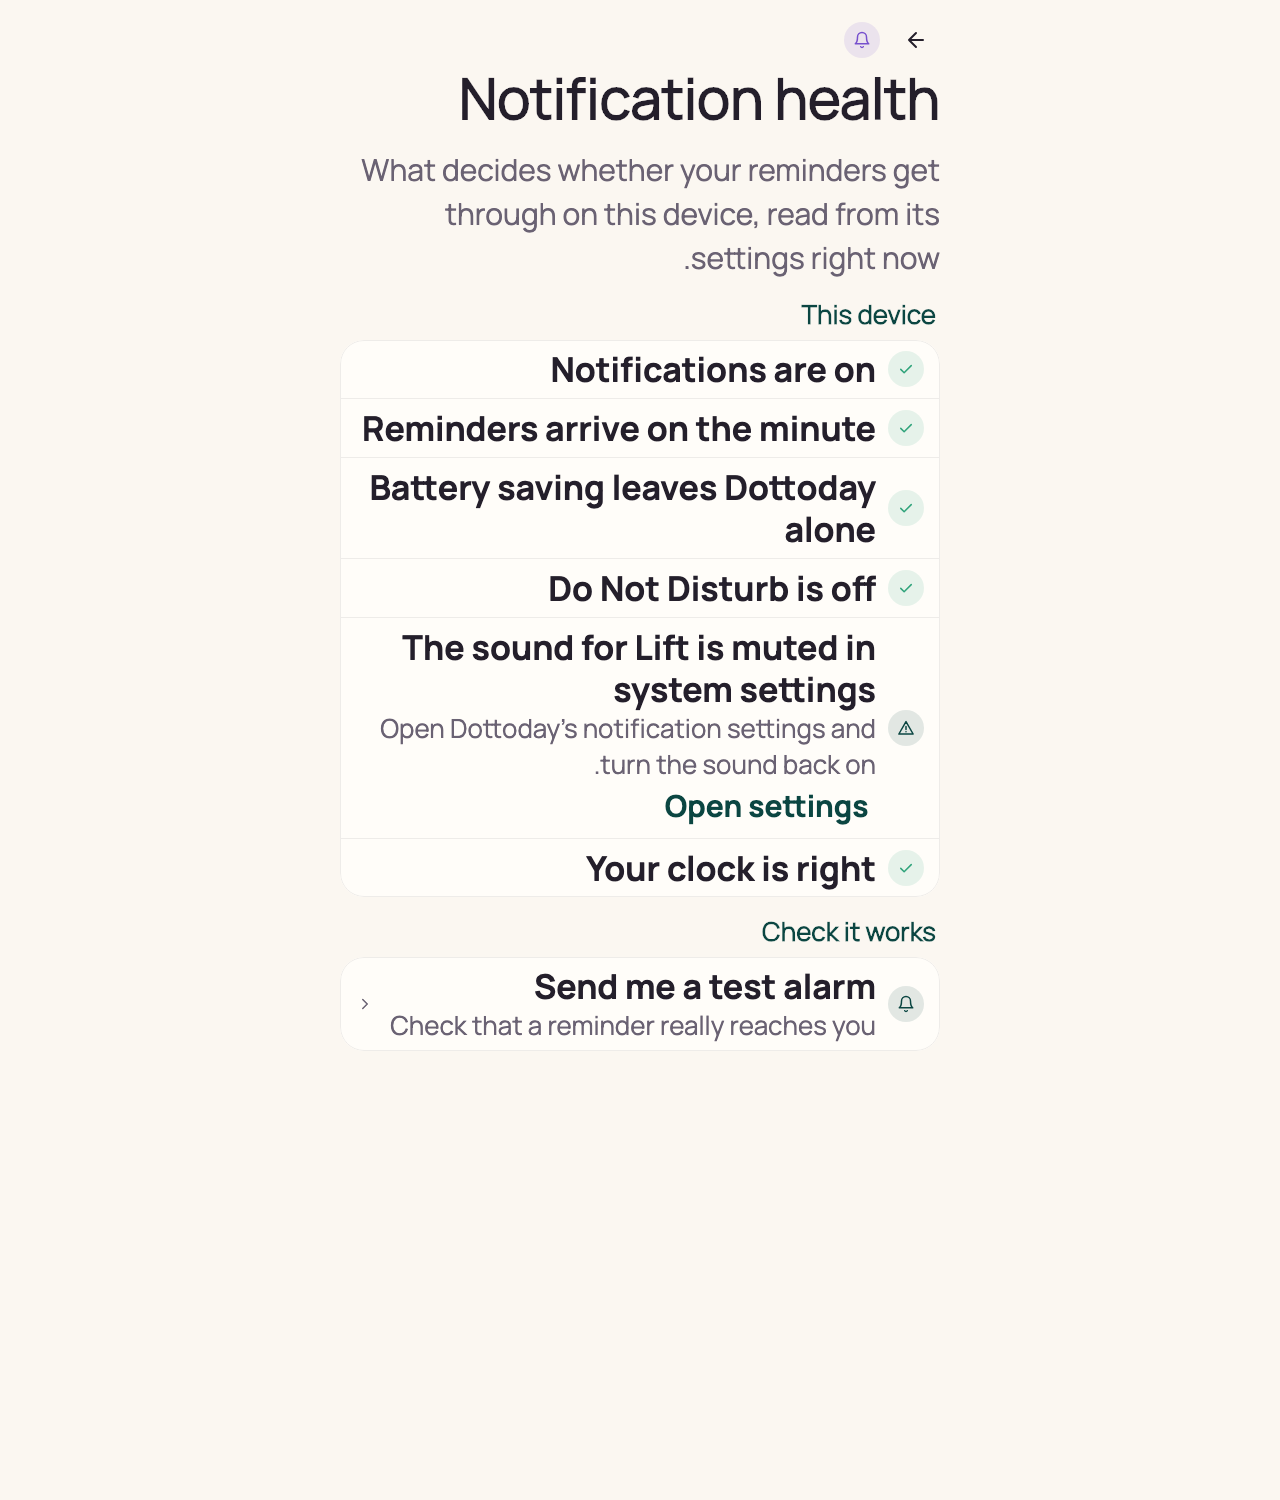 Notification health
What decides whether your reminders get
through on this device, read from its
.settings right now
This device
Notifications are on
Reminders arrive on the minute
Battery saving leaves Dottoday
alone
Do Not Disturb is off
The sound for Lift is muted in
system settings
Open Dottoday’s notification settings and
.turn the sound back on
Open settings
Your clock is right
Check it works
Send me a test alarm
Check that a reminder really reaches you